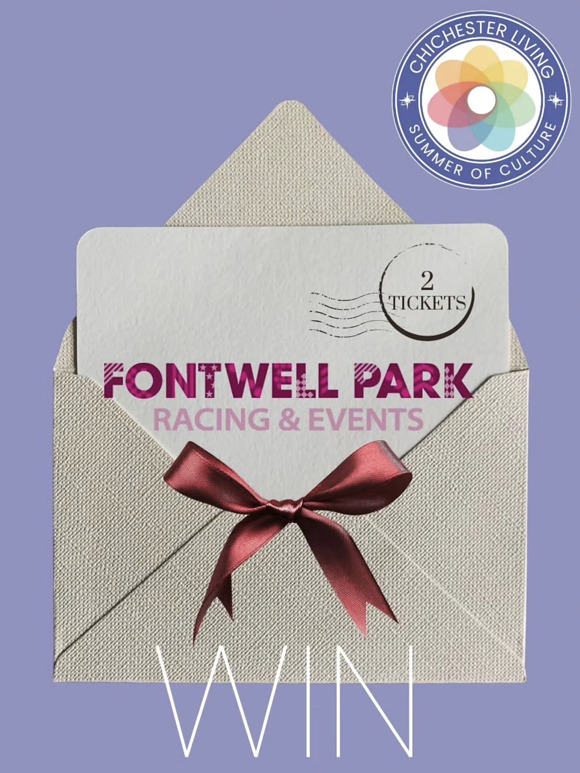 CHICHESTER LIVING
SUMMER OF CULTURE
2
TICKETS
FONTWELL PARK
RACING & EVENTS
WIN